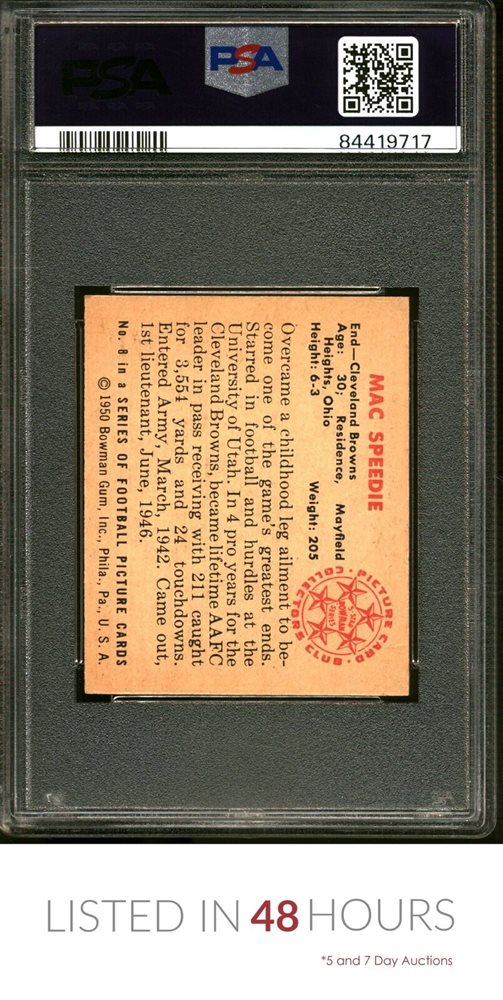 PSA
PSA
84419717
MAC SPEEDIE
End—Cleveland Browns
Age: 30; Residence, Mayfield
Heights, Ohio
Height: 6-3 Weight: 205
PICTURE CARD
COLLECTORS CLUB
5-STAR
BOWMAN
SERIES
Overcame a childhood leg ailment to be-
come one of the game's greatest ends.
Starred in football and hurdles at the
University of Utah. In 4 pro years for the
Cleveland Browns, became lifetime AAFC
leader in pass receiving with 211 caught
for 3,554 yards and 24 touchdowns.
Entered Army, March, 1942. Came out,
1st lieutenant, June, 1946.
No. 8 in a SERIES OF FOOTBALL PICTURE CARDS
© 1950 Bowman Gum, Inc., Phila., Pa., U. S. A.
LISTED IN 48 HOURS
*5 and 7 Day Auctions